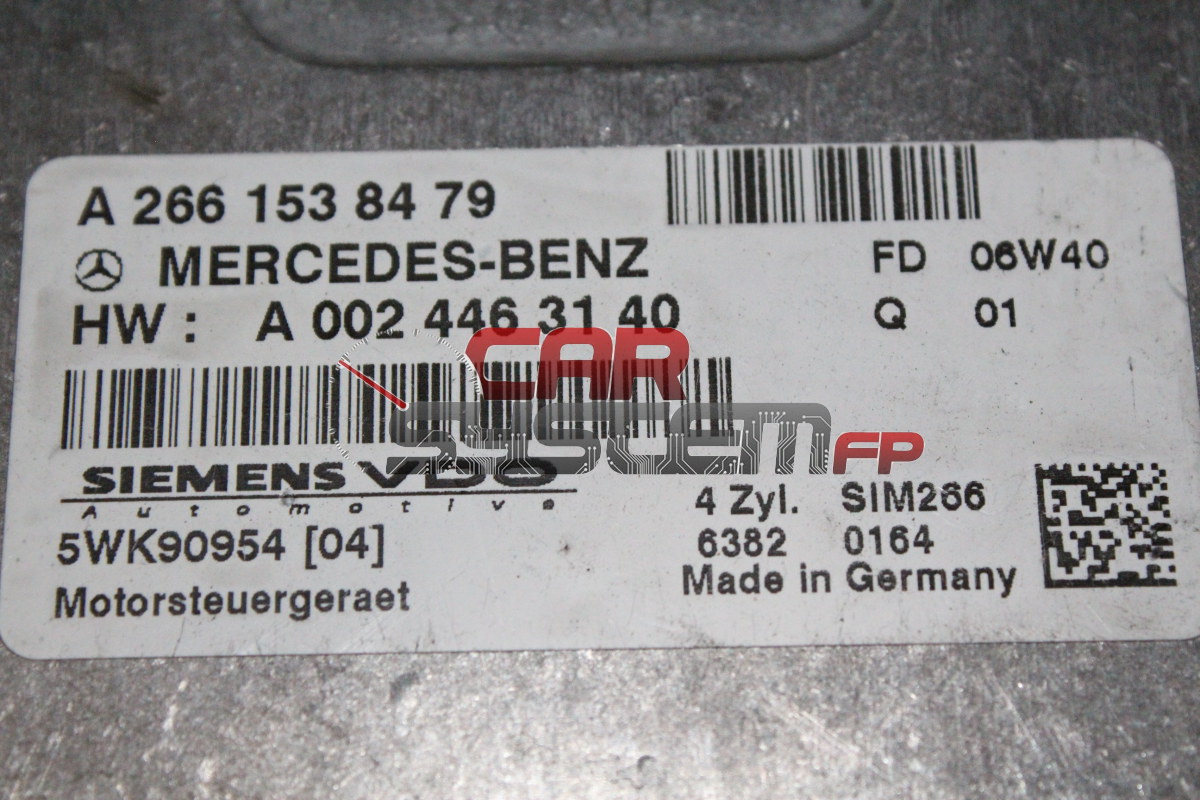 A 266 153 84 79
MERCEDES-BENZ FD 06W40
HW : A 002 446 31 40 Q 01
CAR
systemFP
SIEMENS VDO
Automotive
4 Zyl. SIM266
5WK90954 [04] 6382 0164
Motorsteuergeraet Made in Germany